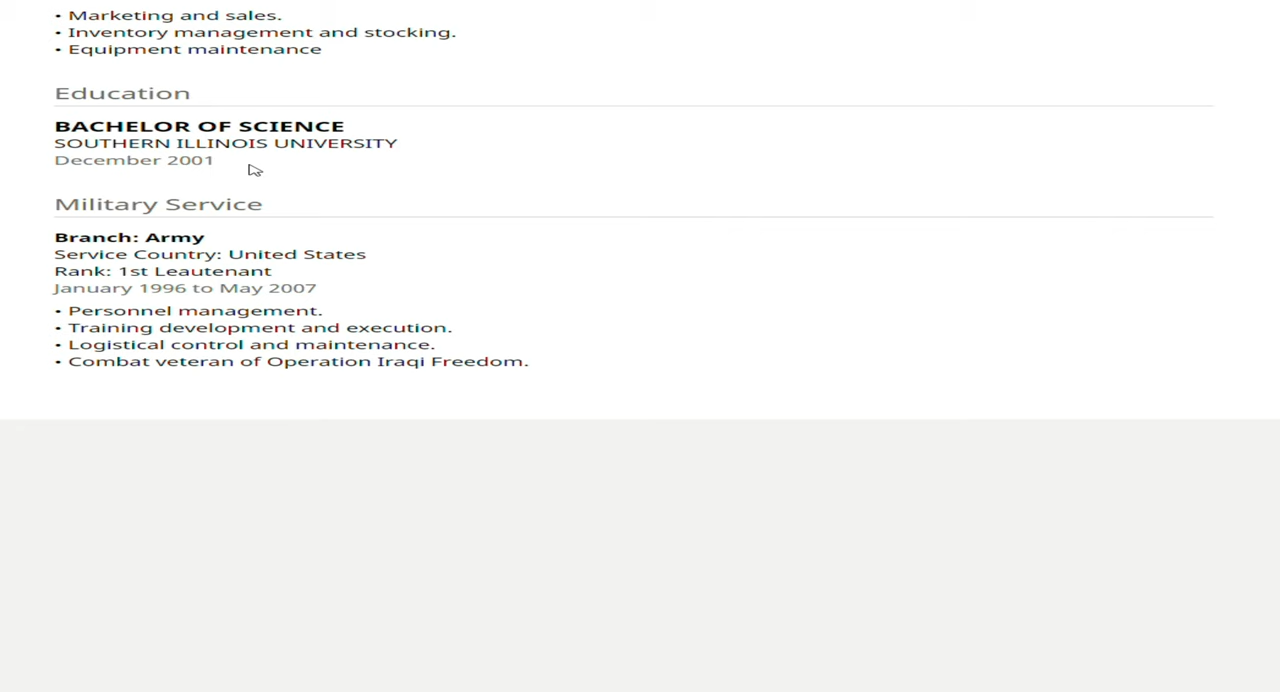 • Marketing and sales.
• Inventory management and stocking.
• Equipment maintenance
Education
BACHELOR OF SCIENCE
SOUTHERN ILLINOIS UNIVERSITY
December 2001
Military Service
Branch: Army
Service Country: United States
Rank: 1st Leautenant
January 1996 to May 2007
• Personnel management.
• Training development and execution.
• Logistical control and maintenance.
• Combat veteran of Operation Iraqi Freedom.